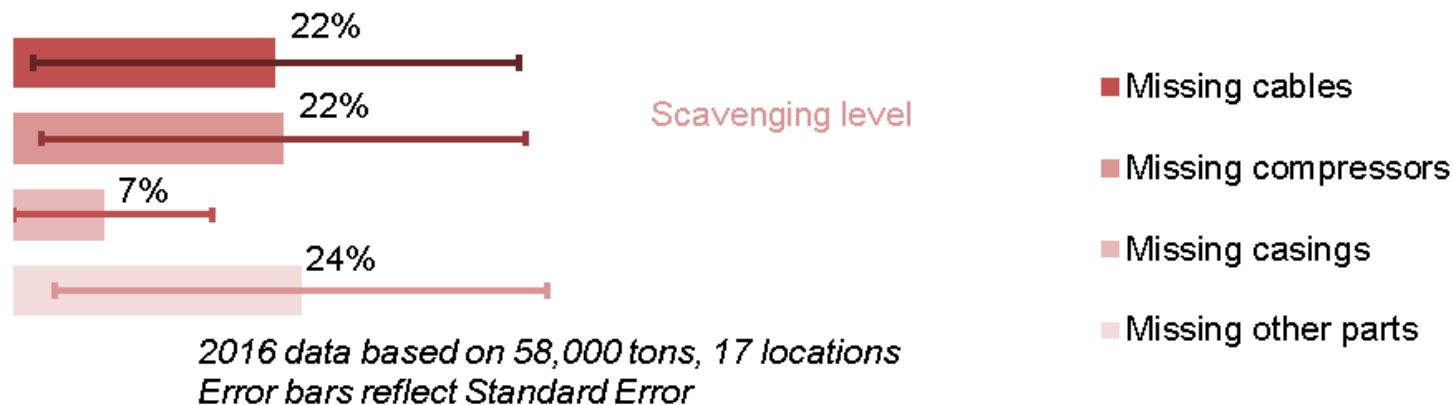 22%
22%
7%
24%
Scavenging level
Missing cables
Missing compressors
Missing casings
Missing other parts
2016 data based on 58,000 tons, 17 locations
Error bars reflect Standard Error